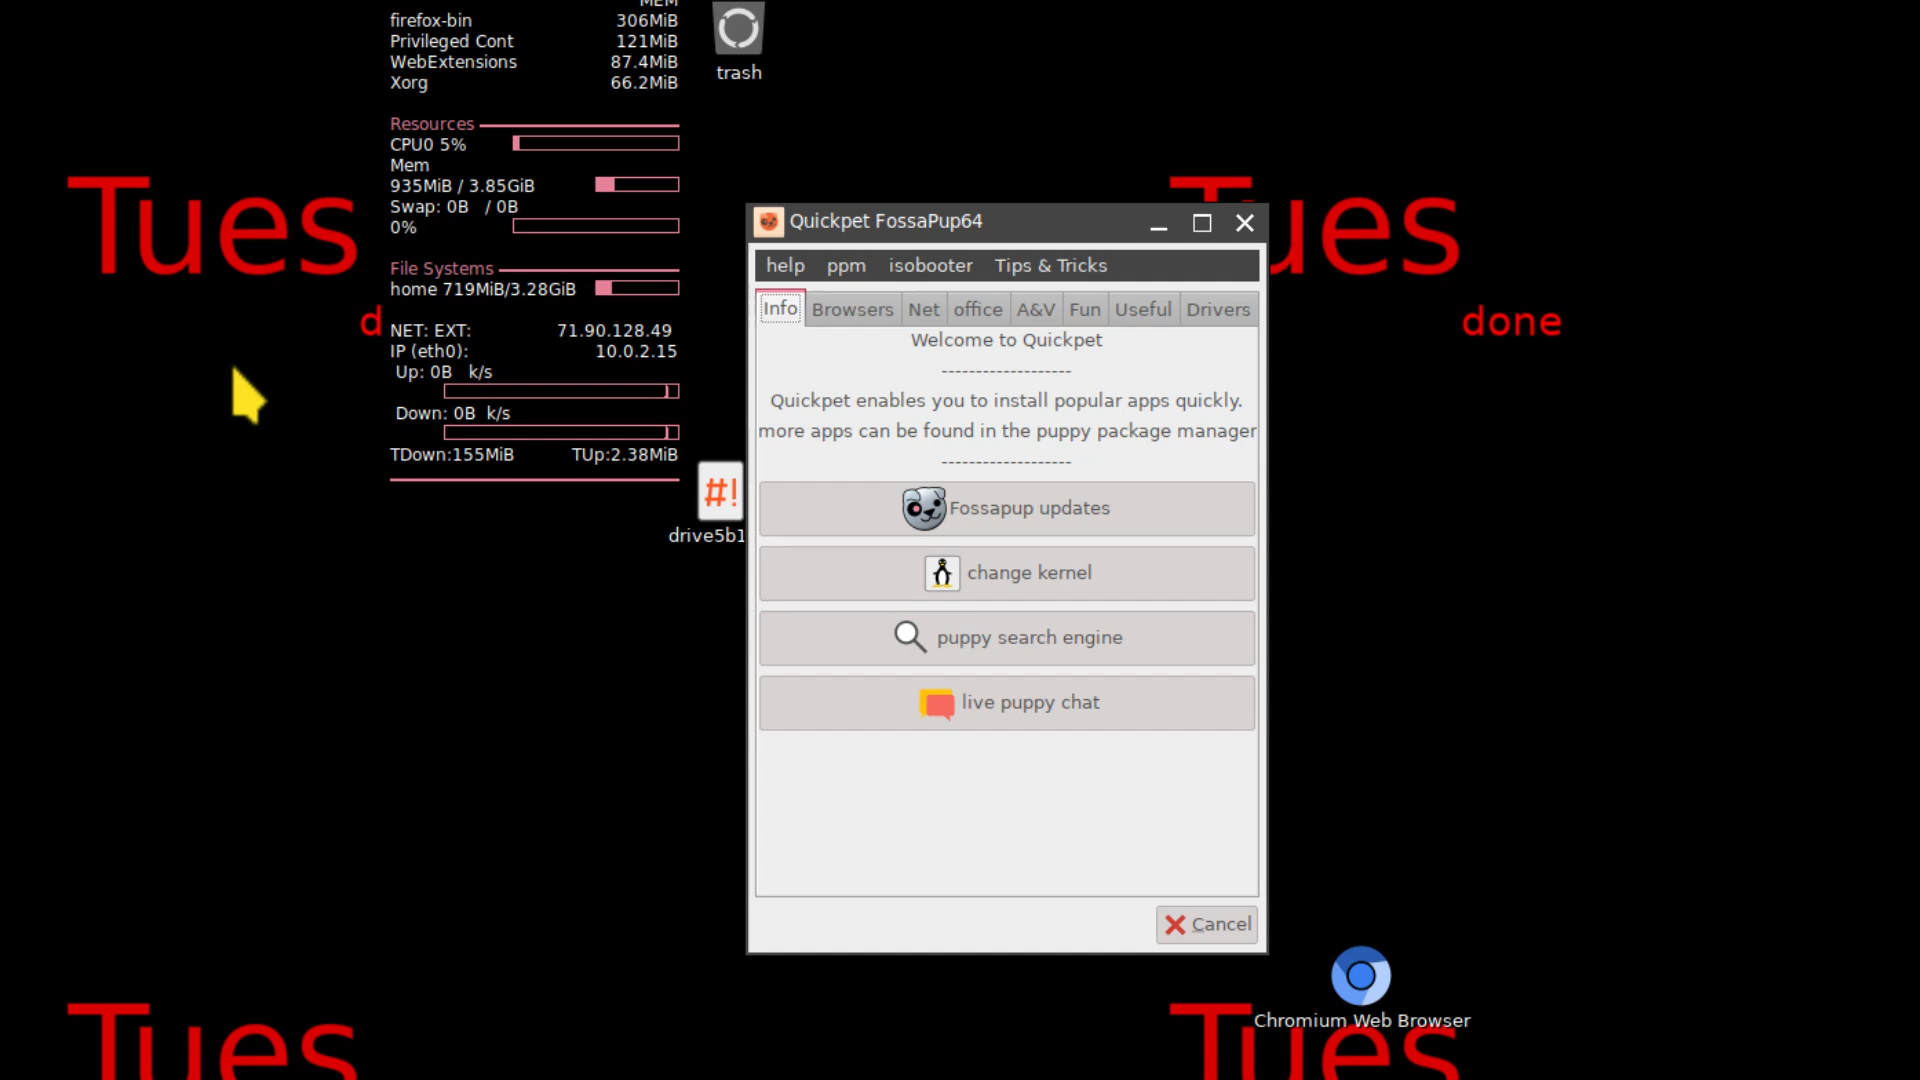 MEM
firefox-bin 306MiB
Privileged Cont 121MiB
WebExtensions 87.4MiB
Xorg 66.2MiB
Resources
CPU0 5%
Mem
935MiB / 3.85GiB
Swap: 0B / 0B
0%
File Systems
home 719MiB/3.28GiB
NET: EXT: 71.90.128.49
IP (eth0): 10.0.2.15
Up: 0B k/s
Down: 0B k/s
TDown:155MiB TUp:2.38MiB
trash
Tues
d
#!
drive5b1
Quickpet FossaPup64
help ppm isobooter Tips & Tricks
Info Browsers Net office A&V Fun Useful Drivers
Welcome to Quickpet
-------------------
Quickpet enables you to install popular apps quickly.
more apps can be found in the puppy package manager
-------------------
Fossapup updates
change kernel
puppy search engine
live puppy chat
Cancel
Tues
done
Chromium Web Browser
Tues
Tues